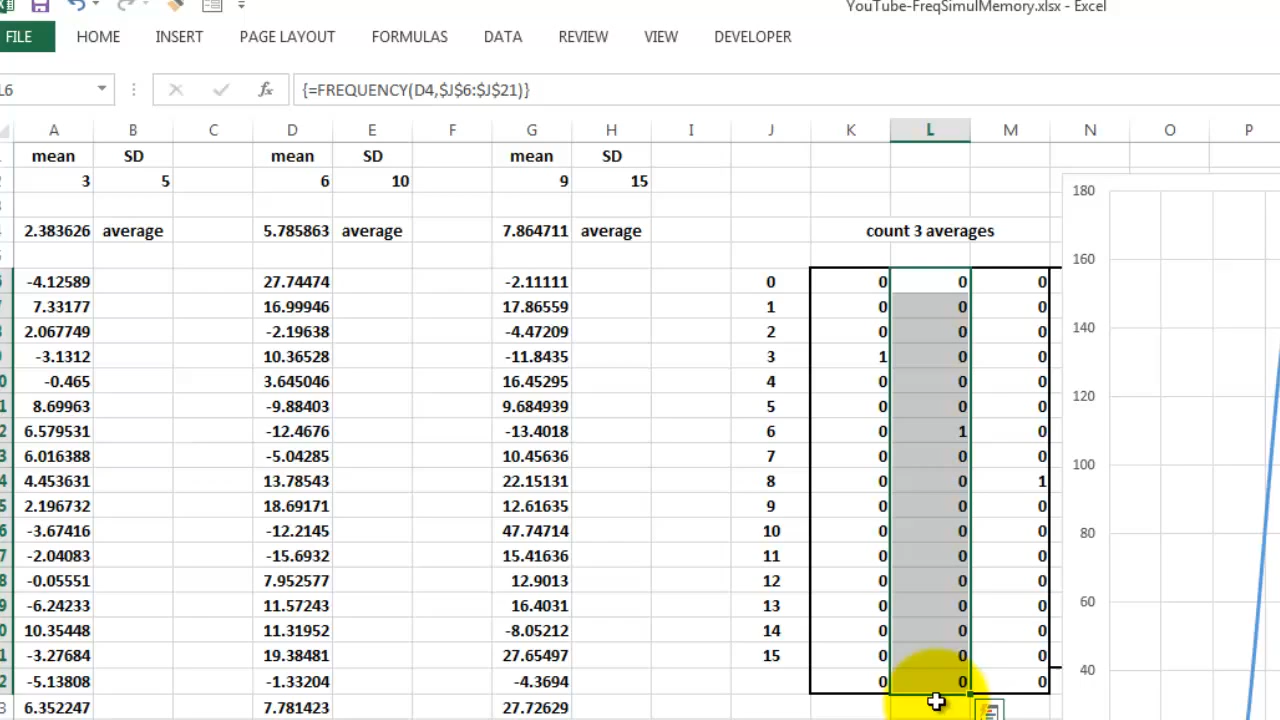 YouTube-FreqSimulMemory.xlsx - Excel
FILE HOME INSERT PAGE LAYOUT FORMULAS DATA REVIEW VIEW DEVELOPER
L6 fx {=FREQUENCY(D4,$J$6:$J$21)}
A B C D E F G H I J K L M N O P
mean SD mean SD mean SD
3 5 6 10 9 15
180
2.383626 average 5.785863 average 7.864711 average count 3 averages
160
-4.12589 27.74474 -2.11111 0 0 0 0
7.33177 16.99946 17.86559 1 0 0 0
140
2.067749 -2.19638 -4.47209 2 0 0 0
-3.1312 10.36528 -11.8435 3 1 0 0
-0.465 3.645046 16.45295 4 0 0 0
120
8.69963 -9.88403 9.684939 5 0 0 0
6.579531 -12.4676 -13.4018 6 0 1 0
6.016388 -5.04285 10.45636 7 0 0 0
100
4.453631 13.78543 22.15131 8 0 0 1
2.196732 18.69171 12.61635 9 0 0 0
-3.67416 -12.2145 47.74714 10 0 0 0
80
-2.04083 -15.6932 15.41636 11 0 0 0
-0.05551 7.952577 12.9013 12 0 0 0
-6.24233 11.57243 16.4031 13 0 0 0
60
10.35448 11.31952 -8.05212 14 0 0 0
-3.27684 19.38481 27.65497 15 0 0 0
40
-5.13808 -1.33204 -4.3694 0 0 0
6.352247 7.781423 27.72629